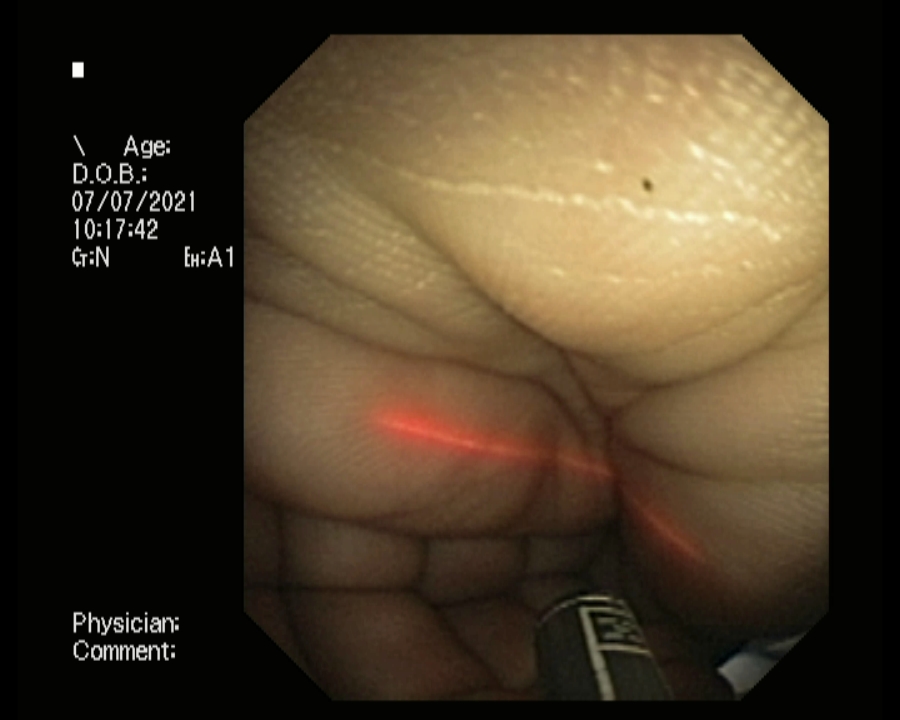 \ Age:
D.O.B.:
07/07/2021
10:17:42
Cr:N EH:A1
Physician:
Comment: